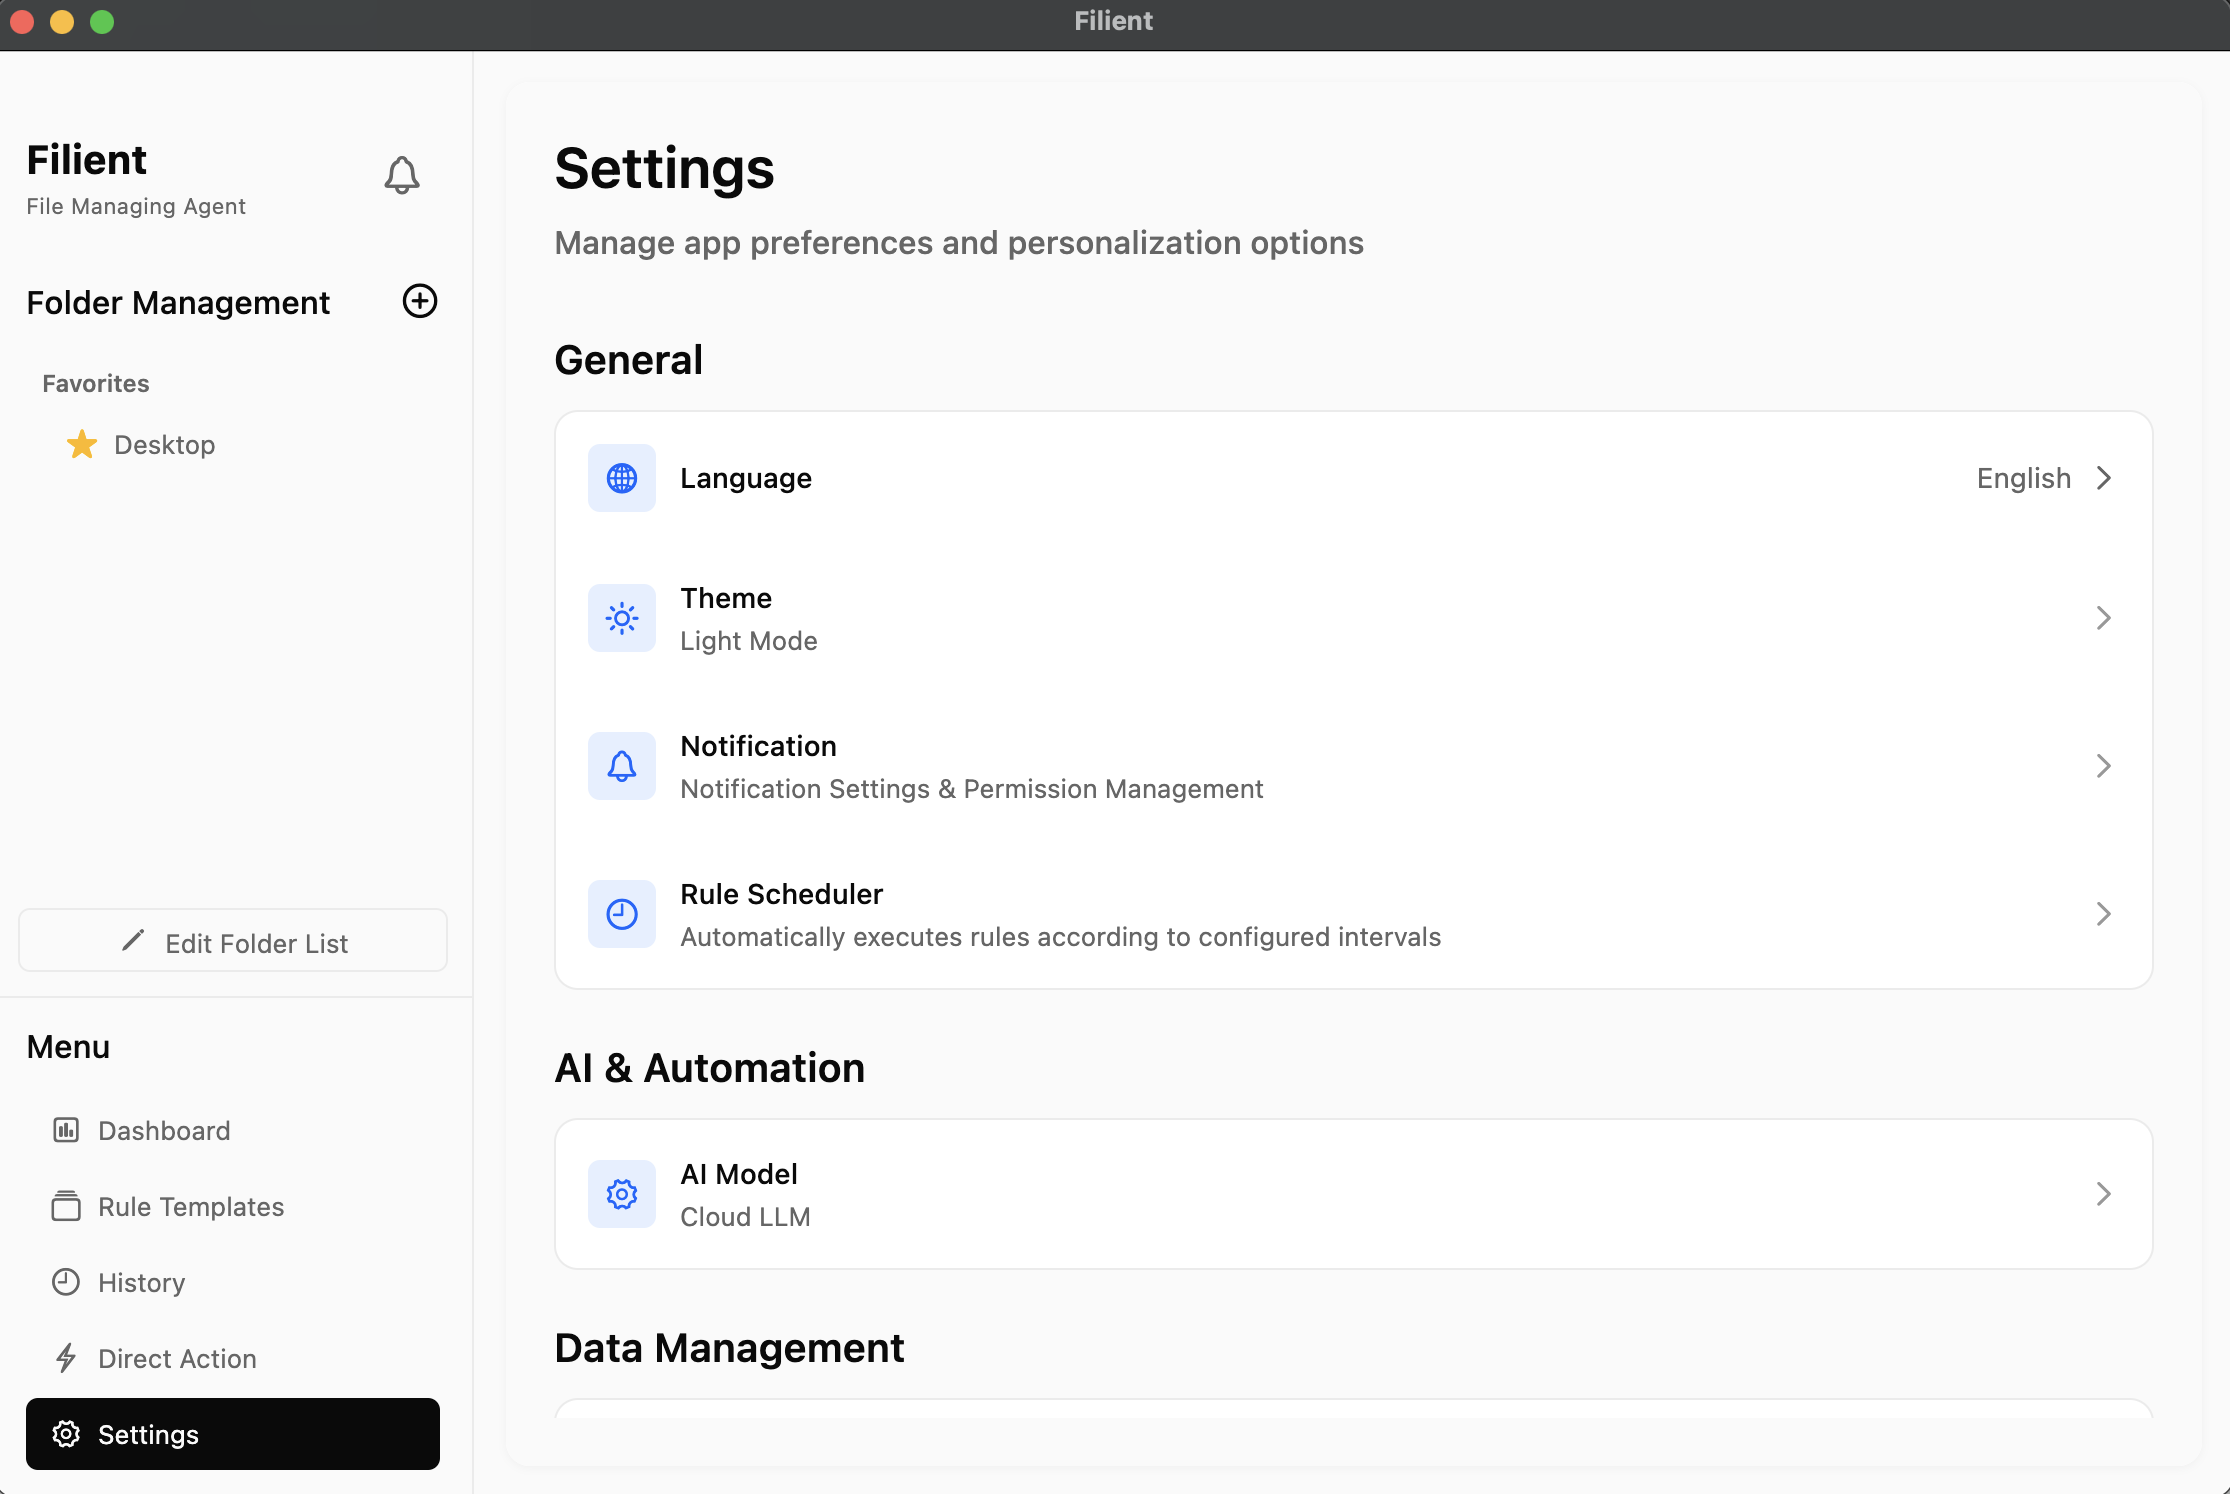 Filient
Filient
File Managing Agent
Folder Management
Favorites
Desktop
Edit Folder List
Menu
Dashboard
Rule Templates
History
Direct Action
Settings
Settings
Manage app preferences and personalization options
General
Language
English
Theme
Light Mode
Notification
Notification Settings & Permission Management
Rule Scheduler
Automatically executes rules according to configured intervals
AI & Automation
AI Model
Cloud LLM
Data Management